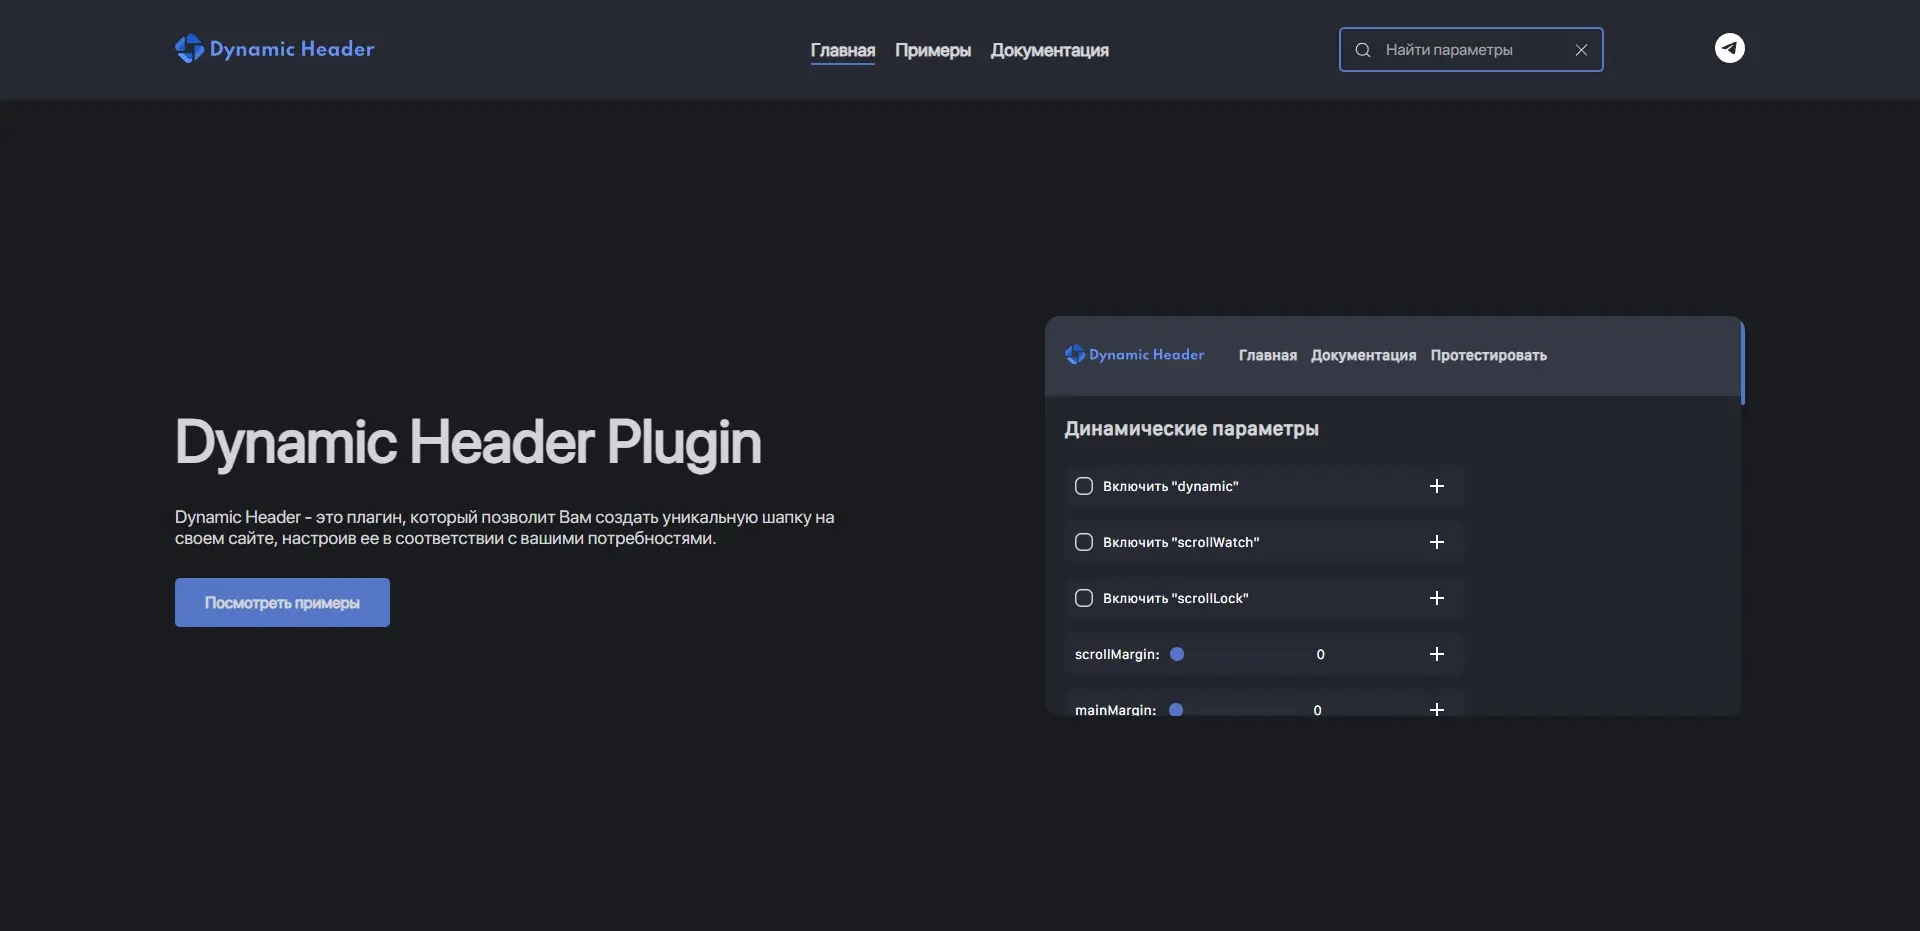 Dynamic Header
Главная Примеры Документация
Найти параметры
Dynamic Header Plugin
Dynamic Header - это плагин, который позволит Вам создать уникальную шапку на
своем сайте, настроив ее в соответствии с вашими потребностями.
Посмотреть примеры
Dynamic Header Главная Документация Протестировать
Динамические параметры
Включить "dynamic"
Включить "scrollWatch"
Включить "scrollLock"
scrollMargin: 0
mainMargin: 0